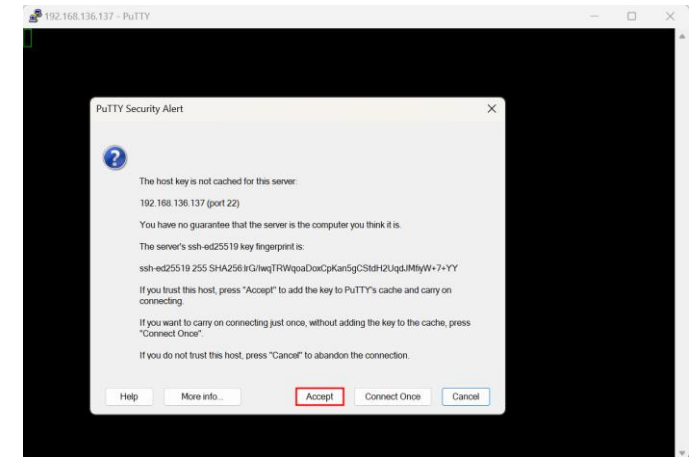 192.168.136.137 - PuTTY
PuTTY Security Alert
The host key is not cached for this server:
192.168.136.137 (port 22)
You have no guarantee that the server is the computer you think it is.
The server's ssh-ed25519 key fingerprint is:
ssh-ed25519 255
If you trust this host, press "Accept" to add the key to PuTTY's cache and carry on
connecting.
If you want to carry on connecting just once, without adding the key to the cache, press
"Connect Once".
If you do not trust this host, press "Cancel" to abandon the connection.
Help More info... Accept Connect Once Cancel